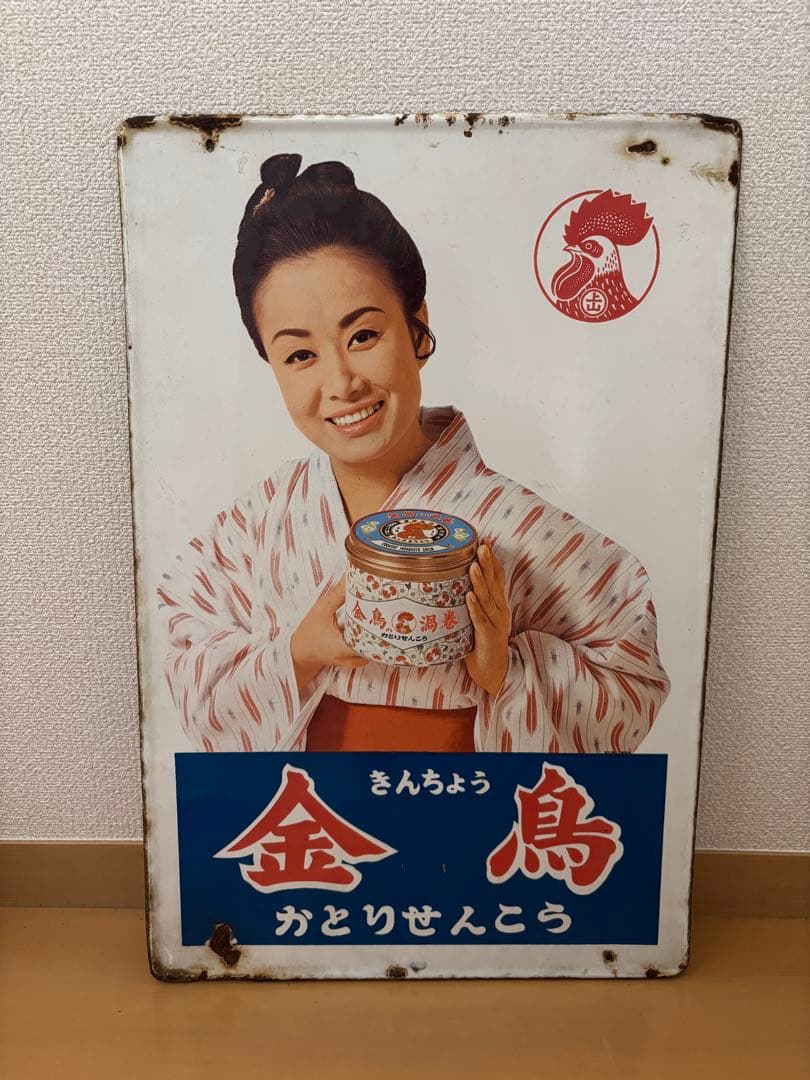 金鳥の渦巻
かとりせんこう
きんちょう
金鳥
かとりせんこう